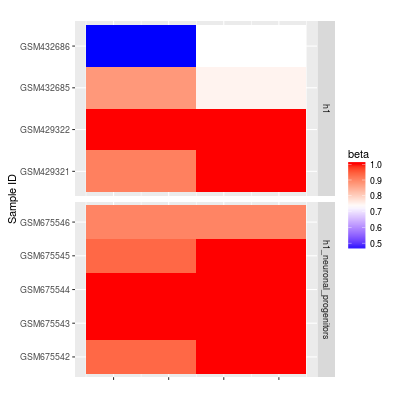 GSM432686
GSM432685
GSM429322
GSM429321
h1
GSM675546
GSM675545
GSM675544
GSM675543
GSM675542
h1_neuronal_progenitors
Sample ID
beta
1.0
0.9
0.8
0.7
0.6
0.5